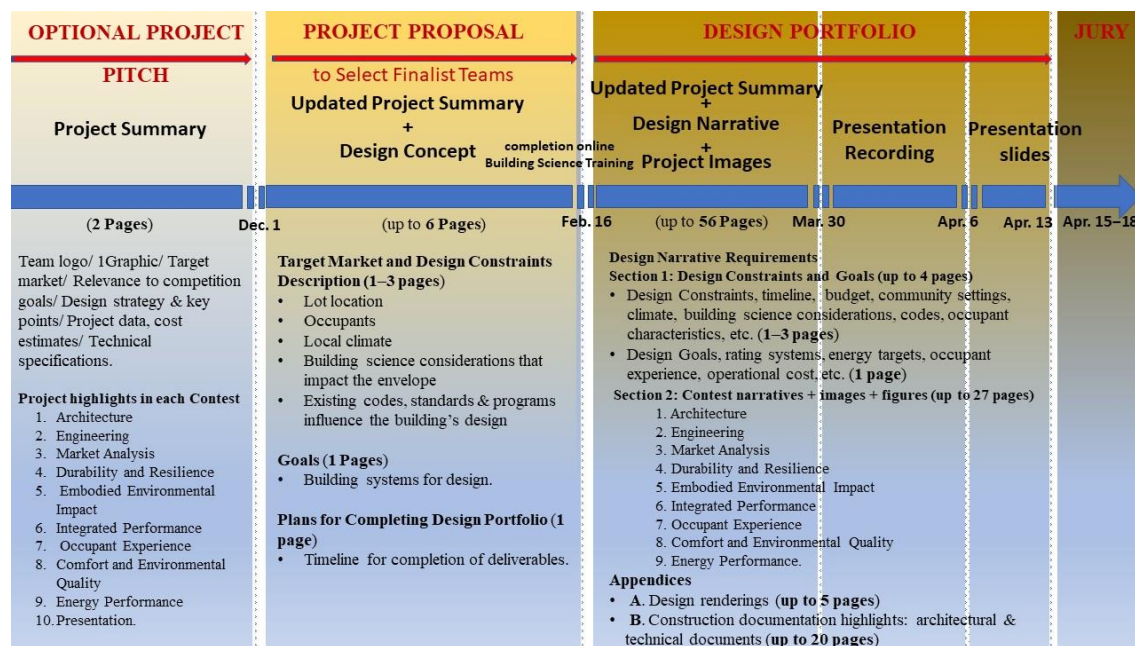 OPTIONAL PROJECT
PITCH
Project Summary
(2 Pages)
Dec. 1
Team logo/ 1Graphic/ Target
market/ Relevance to competition
goals/ Design strategy & key
points/ Project data, cost
estimates/ Technical
specifications.
Project highlights in each Contest
1. Architecture
2. Engineering
3. Market Analysis
4. Durability and Resilience
5. Embodied Environmental
Impact
6. Integrated Performance
7. Occupant Experience
8. Comfort and Environmental
Quality
9. Energy Performance
10. Presentation.
PROJECT PROPOSAL
to Select Finalist Teams
Updated Project Summary
+
Design Concept
completion online
Building Science Training
(up to 6 Pages)
Feb. 16
Target Market and Design Constraints
Description (1–3 pages)
• Lot location
• Occupants
• Local climate
• Building science considerations that
impact the envelope
• Existing codes, standards & programs
influence the building's design
Goals (1 Pages)
• Building systems for design.
Plans for Completing Design Portfolio (1
page)
• Timeline for completion of deliverables.
DESIGN PORTFOLIO
Updated Project Summary
+
Design Narrative
+
Project Images
Presentation
Recording
Presentation
slides
(up to 56 Pages)
Mar. 30
Apr. 6
Apr. 13
Design Narrative Requirements
Section 1: Design Constraints and Goals (up to 4 pages)
• Design Constraints, timeline, budget, community settings,
climate, building science considerations, codes, occupant
characteristics, etc. (1–3 pages)
• Design Goals, rating systems, energy targets, occupant
experience, operational cost, etc. (1 page)
Section 2: Contest narratives + images + figures (up to 27 pages)
1. Architecture
2. Engineering
3. Market Analysis
4. Durability and Resilience
5. Embodied Environmental Impact
6. Integrated Performance
7. Occupant Experience
8. Comfort and Environmental Quality
9. Energy Performance.
Appendices
• A. Design renderings (up to 5 pages)
• B. Construction documentation highlights: architectural &
technical documents (up to 20 pages)
JURY
Apr. 15–18